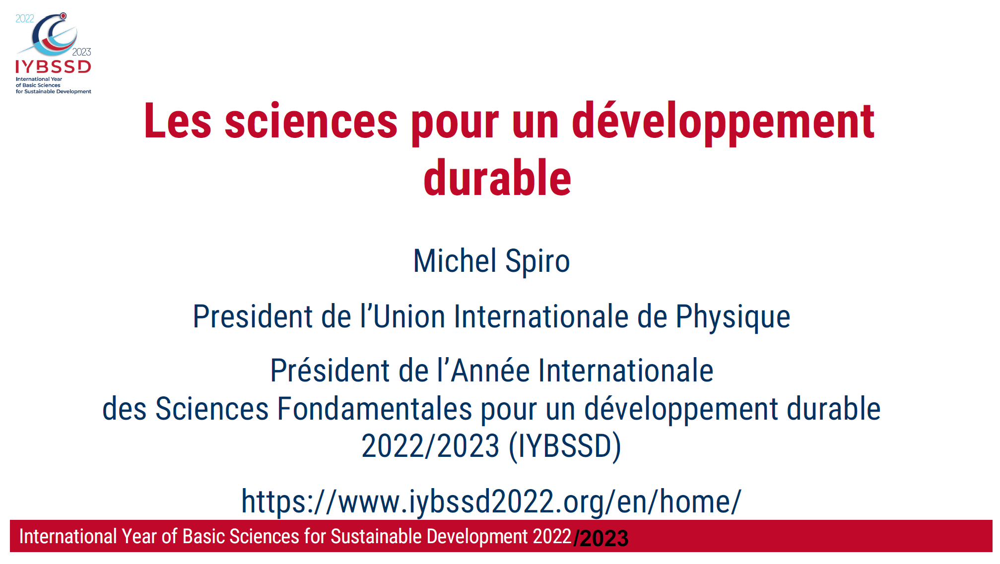 2022
2023
IYBSSD
International Year
of Basic Sciences
for Sustainable Development
Les sciences pour un développement
durable
Michel Spiro
President de l’Union Internationale de Physique
Président de l’Année Internationale
des Sciences Fondamentales pour un développement durable
2022/2023 (IYBSSD)
https://www.iybssd2022.org/en/home/
International Year of Basic Sciences for Sustainable Development 2022/2023